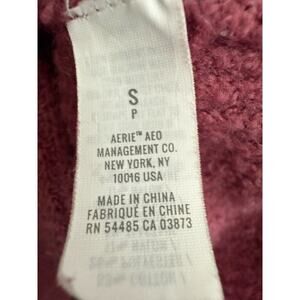 S
P
AERIE™ AEO
MANAGEMENT CO.
NEW YORK, NY
10016 USA
MADE IN CHINA
FABRIQUÉ EN CHINE
RN 54485 CA 03873